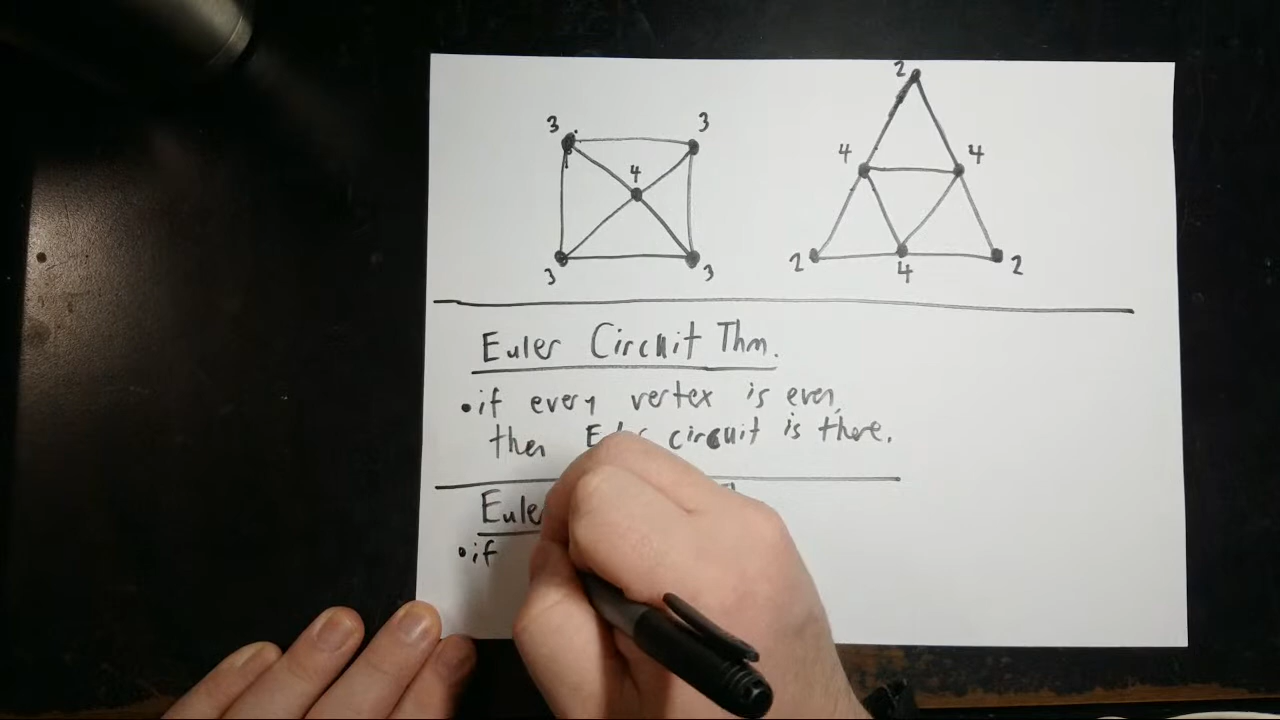 2
3 3
4 4
4
3 3
2 4 2
Euler Circuit Thm.
•if every vertex is even,
then circuit is there.
Euler
•if